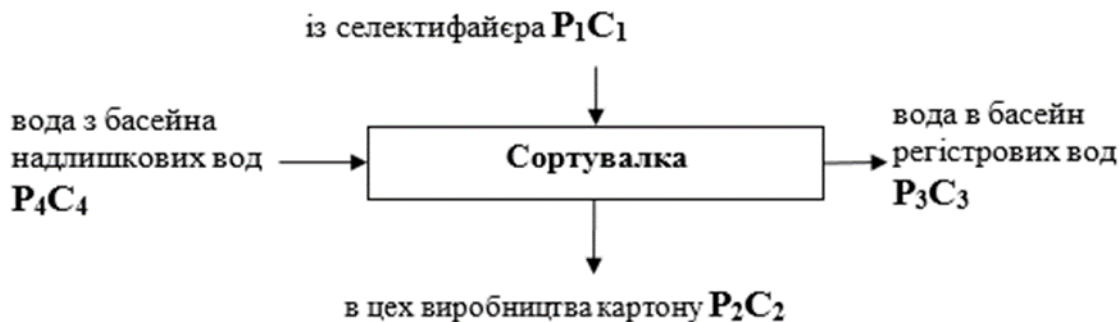 із селектифайєра P₁C₁
вода з басейна
надлишкових вод
P₄C₄
Сортувалка
вода в басейн
регістрових вод
P₃C₃
в цех виробництва картону P₂C₂